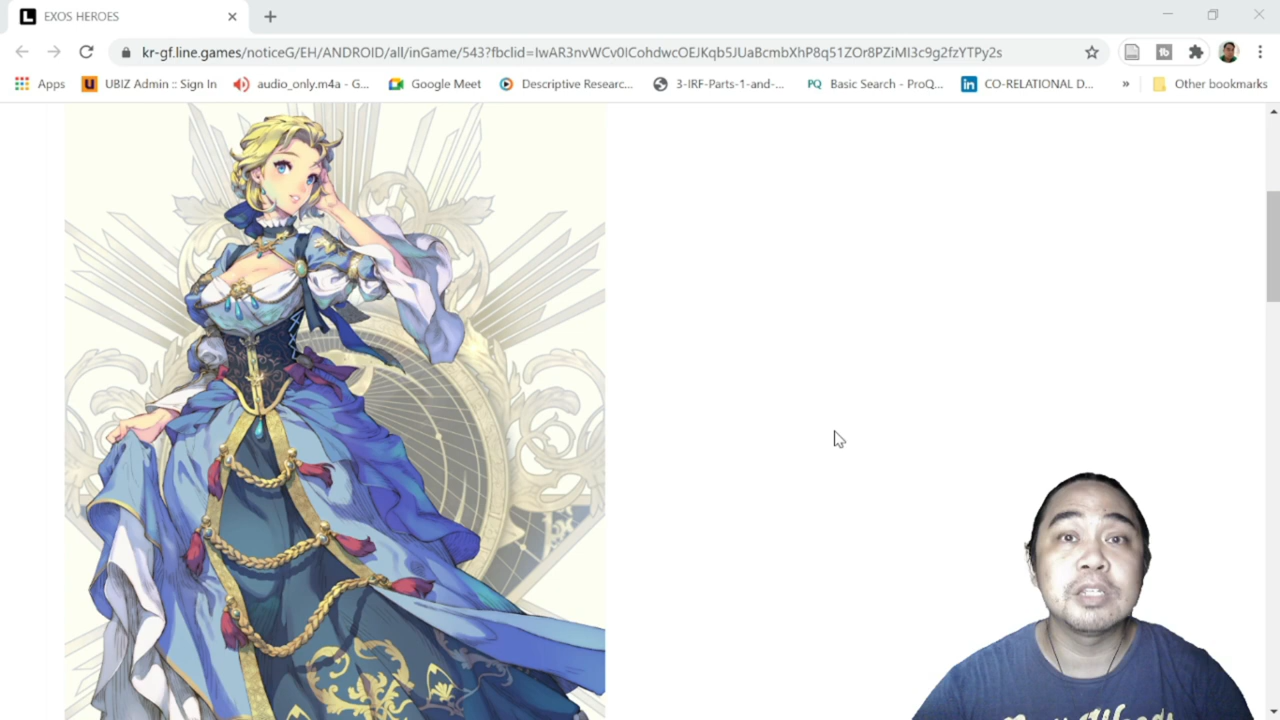 EXOS HEROES
kr-gf.line.games/noticeG/EH/ANDROID/all/inGame/543?fbclid=IwAR3nvWCv0ICohdwcOEJKqb5JUaBcmbXhP8q51ZOr8PZiMI3c9g2fzYTPy2s
Apps UBIZ Admin :: Sign In audio_only.m4a - G... Google Meet Descriptive Researc... 3-IRF-Parts-1-and-... PQ Basic Search - ProQ... CO-RELATIONAL D... » Other bookmarks